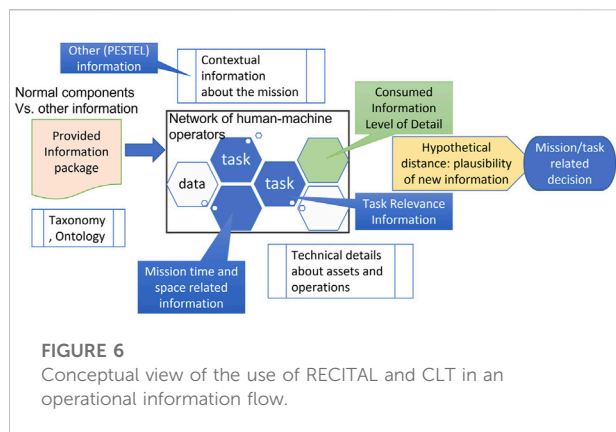 Other (PESTEL)
information
Contextual
information
about the mission
Normal components
Vs. other information
Provided
Information
package
Taxonomy
, Ontology
Network of human-machine
operators
data
task
task
Consumed
Information
Level of Detail
Hypothetical
distance: plausibility
of new information
Mission/task
related
decision
Task Relevance
Information
Mission time and
space related
information
Technical details
about assets and
operations
FIGURE 6
Conceptual view of the use of RECITAL and CLT in an
operational information flow.